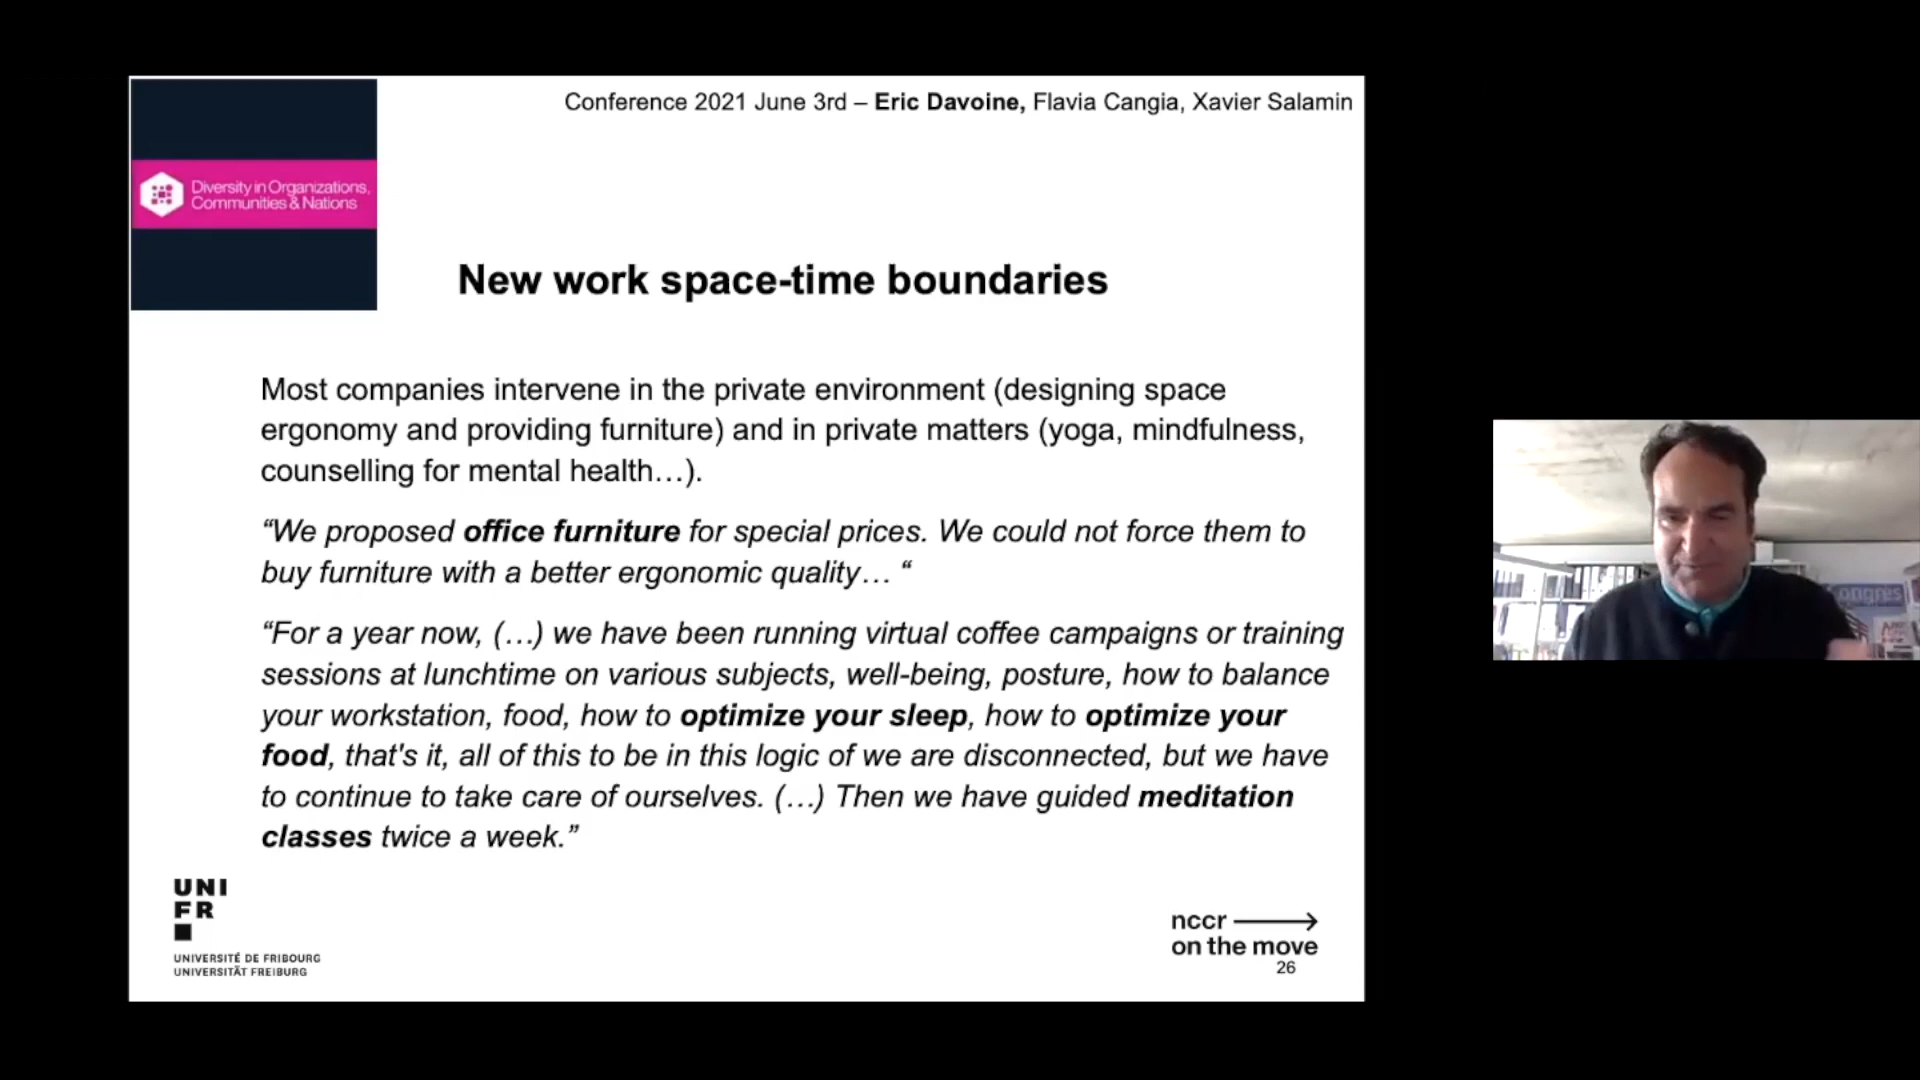 Conference 2021 June 3rd – Eric Davoine, Flavia Cangia, Xavier Salamin
Diversity in Organizations,
Communities & Nations
New work space-time boundaries
Most companies intervene in the private environment (designing space
ergonomy and providing furniture) and in private matters (yoga, mindfulness,
counselling for mental health…).
“We proposed office furniture for special prices. We could not force them to
buy furniture with a better ergonomic quality… “
“For a year now, (…) we have been running virtual coffee campaigns or training
sessions at lunchtime on various subjects, well-being, posture, how to balance
your workstation, food, how to optimize your sleep, how to optimize your
food, that's it, all of this to be in this logic of we are disconnected, but we have
to continue to take care of ourselves. (…) Then we have guided meditation
classes twice a week.”
UNI
FR
UNIVERSITÉ DE FRIBOURG
UNIVERSITÄT FREIBURG
nccr
on the move
26